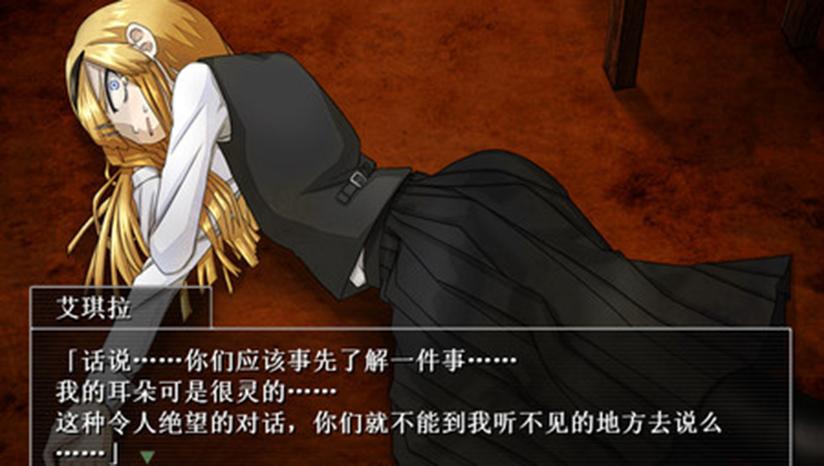 艾琪拉
「话说……你们应该事先了解一件事……
我的耳朵可是很灵的……
这种令人绝望的对话，你们就不能到我听不见的地方去说么
……」